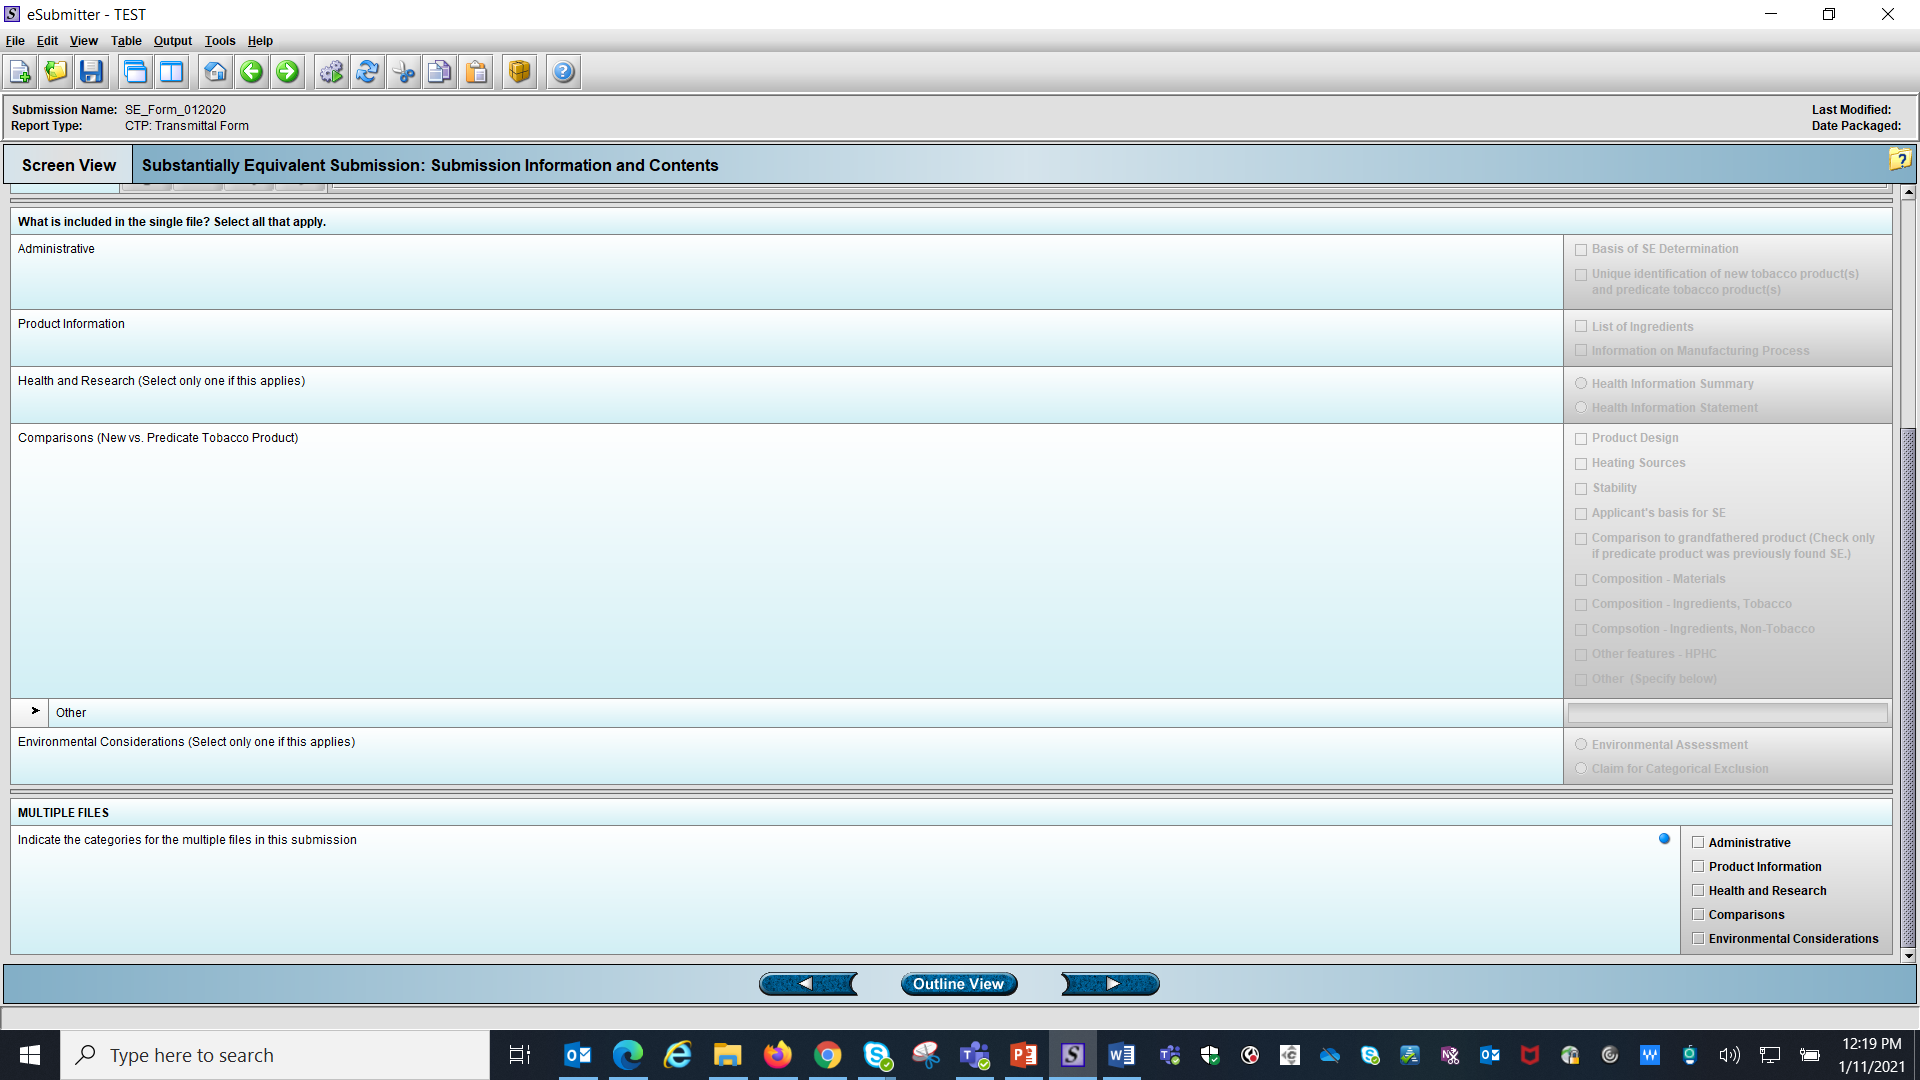 eSubmitter - TEST
File Edit View Table Output Tools Help
Submission Name: SE_Form_012020
Last Modified:
Report Type: CTP: Transmittal Form
Date Packaged:
Screen View
Substantially Equivalent Submission: Submission Information and Contents
What is included in the single file? Select all that apply.
Administrative
Basis of SE Determination
Unique identification of new tobacco product(s)
and predicate tobacco product(s)
Product Information
List of Ingredients
Information on Manufacturing Process
Health and Research (Select only one if this applies)
Health Information Summary
Health Information Statement
Comparisons (New vs. Predicate Tobacco Product)
Product Design
Heating Sources
Stability
Applicant's basis for SE
Comparison to grandfathered product (Check only
if predicate product was previously found SE.)
Composition - Materials
Composition - Ingredients, Tobacco
Compsotion - Ingredients, Non-Tobacco
Other features - HPHC
Other (Specify below)
Other
Environmental Considerations (Select only one if this applies)
Environmental Assessment
Claim for Categorical Exclusion
MULTIPLE FILES
Indicate the categories for the multiple files in this submission
Administrative
Product Information
Health and Research
Comparisons
Environmental Considerations
Outline View
Type here to search
12:19 PM
1/11/2021